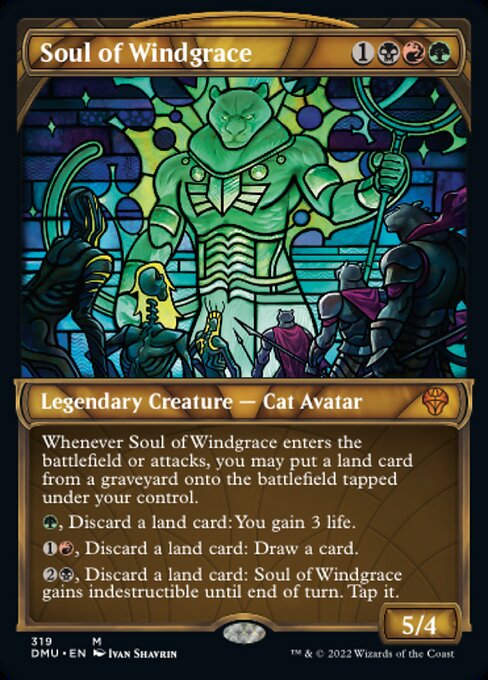 Soul of Windgrace 1
Legendary Creature — Cat Avatar
Whenever Soul of Windgrace enters the
battlefield or attacks, you may put a land card
from a graveyard onto the battlefield tapped
under your control.
, Discard a land card: You gain 3 life.
1, Discard a land card: Draw a card.
2, Discard a land card: Soul of Windgrace
gains indestructible until end of turn. Tap it.
5/4
319 M
DMU • EN Ivan Shavrin
™ & © 2022 Wizards of the Coast